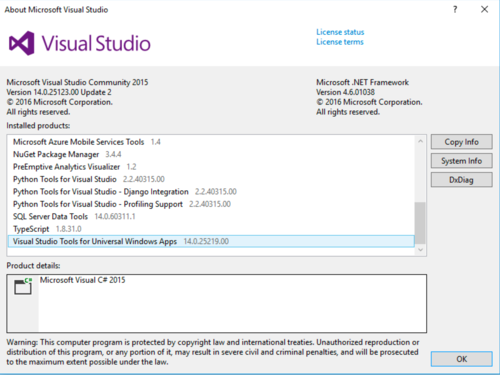 About Microsoft Visual Studio
? X
Visual Studio
License status
License terms
Microsoft Visual Studio Community 2015
Version 14.0.25123.00 Update 2
© 2016 Microsoft Corporation.
All rights reserved.
Microsoft .NET Framework
Version 4.6.01038
© 2016 Microsoft Corporation.
All rights reserved.
Installed products:
Microsoft Azure Mobile Services Tools 1.4
NuGet Package Manager 3.4.4
PreEmptive Analytics Visualizer 1.2
Python Tools for Visual Studio 2.2.40315.00
Python Tools for Visual Studio - Django Integration 2.2.40315.00
Python Tools for Visual Studio - Profiling Support 2.2.40315.00
SQL Server Data Tools 14.0.60311.1
TypeScript 1.8.31.0
Visual Studio Tools for Universal Windows Apps 14.0.25219.00
Copy Info
System Info
DxDiag
Product details:
C#
Microsoft Visual C# 2015
Warning: This computer program is protected by copyright law and international treaties. Unauthorized reproduction or
distribution of this program, or any portion of it, may result in severe civil and criminal penalties, and will be prosecuted
to the maximum extent possible under the law.
OK